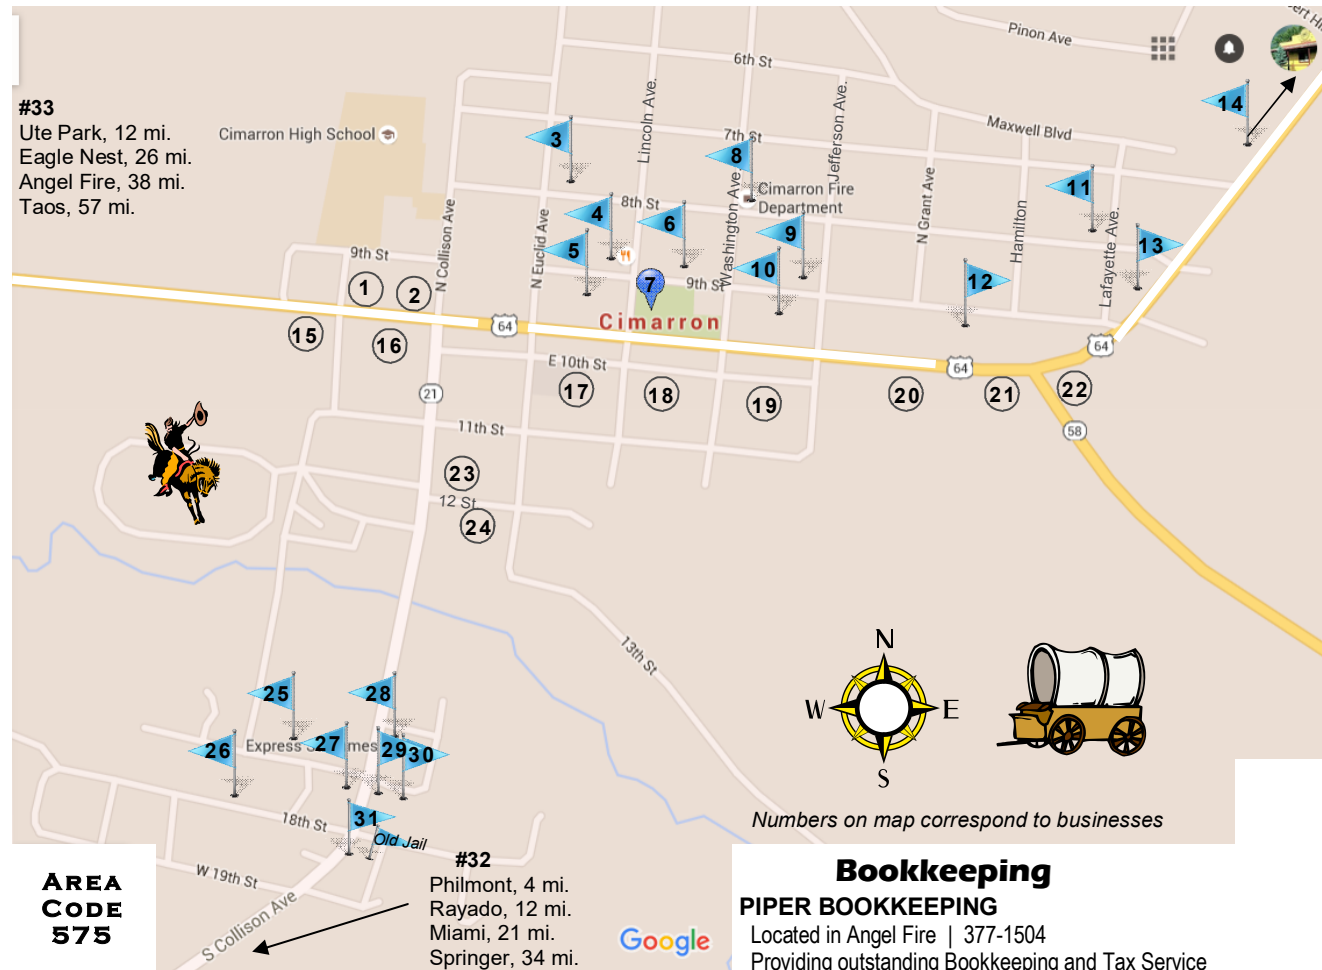 Pinon Ave
6th St
#33
Ute Park, 12 mi.
Eagle Nest, 26 mi.
Angel Fire, 38 mi.
Taos, 57 mi.
Cimarron High School
14
3
Lincoln Ave.
7th St
Jefferson Ave.
Maxwell Blvd
8
Cimarron Fire
Department
11
N Collison Ave
N Euclid Ave
4
8th St
6
Washington Ave
9
N Grant Ave
Hamilton
Lafayette Ave.
13
9th St
5
10
12
1
2
7
9th St
Cimarron
15
16
64
64
64
E 10th St
21
17
18
19
20
21
22
58
11th St
23
12 St
24
13th St
N
W
E
S
25
28
26
Express S
mes
27
29
30
31
18th St
Old Jail
Numbers on map correspond to businesses
W 19th St
S Collison Ave
AREA
CODE
575
#32
Philmont, 4 mi.
Rayado, 12 mi.
Miami, 21 mi.
Springer, 34 mi.
Google
Bookkeeping
PIPER BOOKKEEPING
Located in Angel Fire | 377-1504
Providing outstanding Bookkeeping and Tax Service